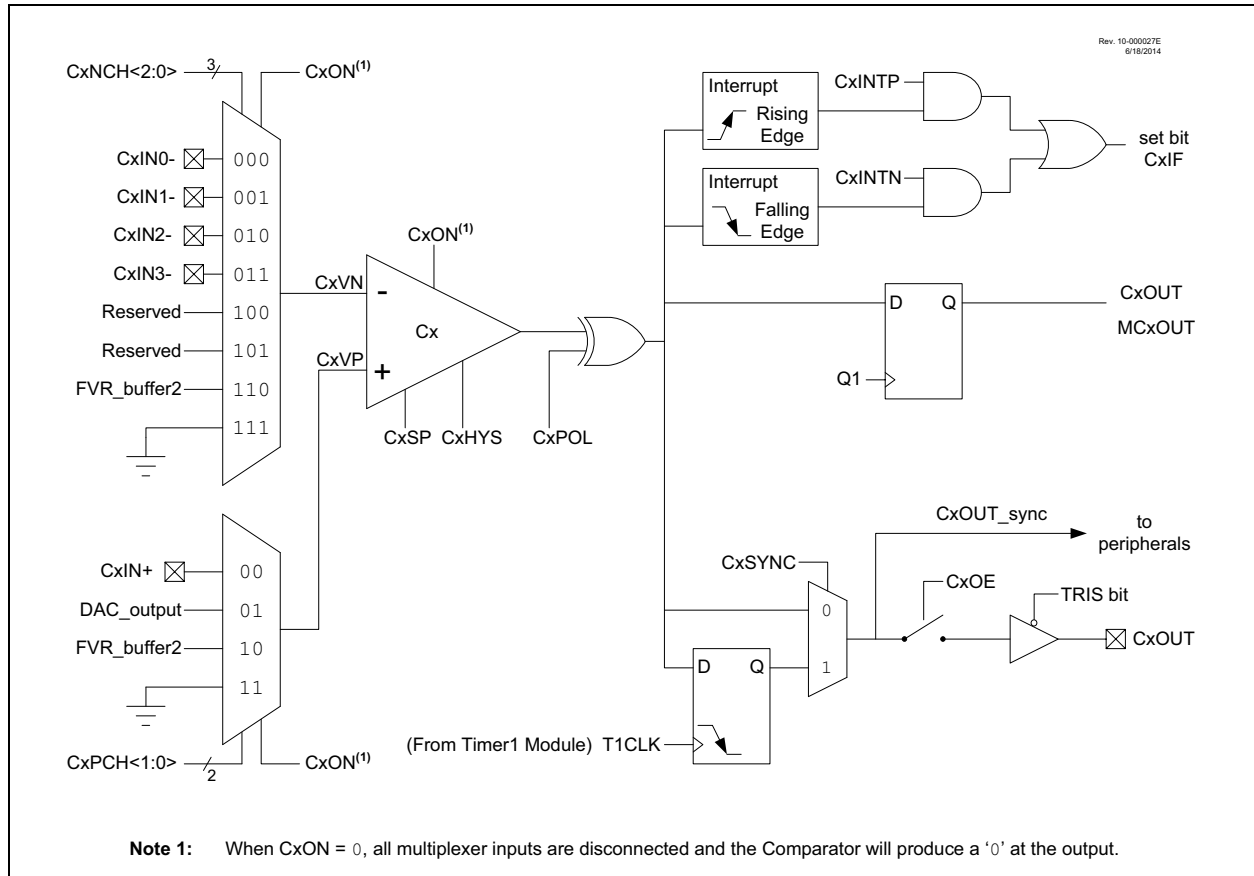 Rev. 10-000027E
6/18/2014
CxNCH<2:0>
3
CxON(1)
CxIN0-
000
CxIN1-
001
CxIN2-
010
CxIN3-
011
Reserved
100
Reserved
101
FVR_buffer2
110
111
CxVN
CxVP
CxON(1)
-
Cx
+
CxSP
CxHYS
CxPOL
Interrupt
Rising
Edge
CxINTP
Interrupt
Falling
Edge
CxINTN
set bit
CxIF
D
Q
Q1
CxOUT
MCxOUT
CxIN+
00
DAC_output
01
FVR_buffer2
10
11
CxPCH<1:0>
2
CxON(1)
CxSYNC
0
1
CxOUT_sync
to
peripherals
CxOE
TRIS bit
CxOUT
D
Q
(From Timer1 Module) T1CLK
Note 1: When CxON = 0, all multiplexer inputs are disconnected and the Comparator will produce a ‘0’ at the output.